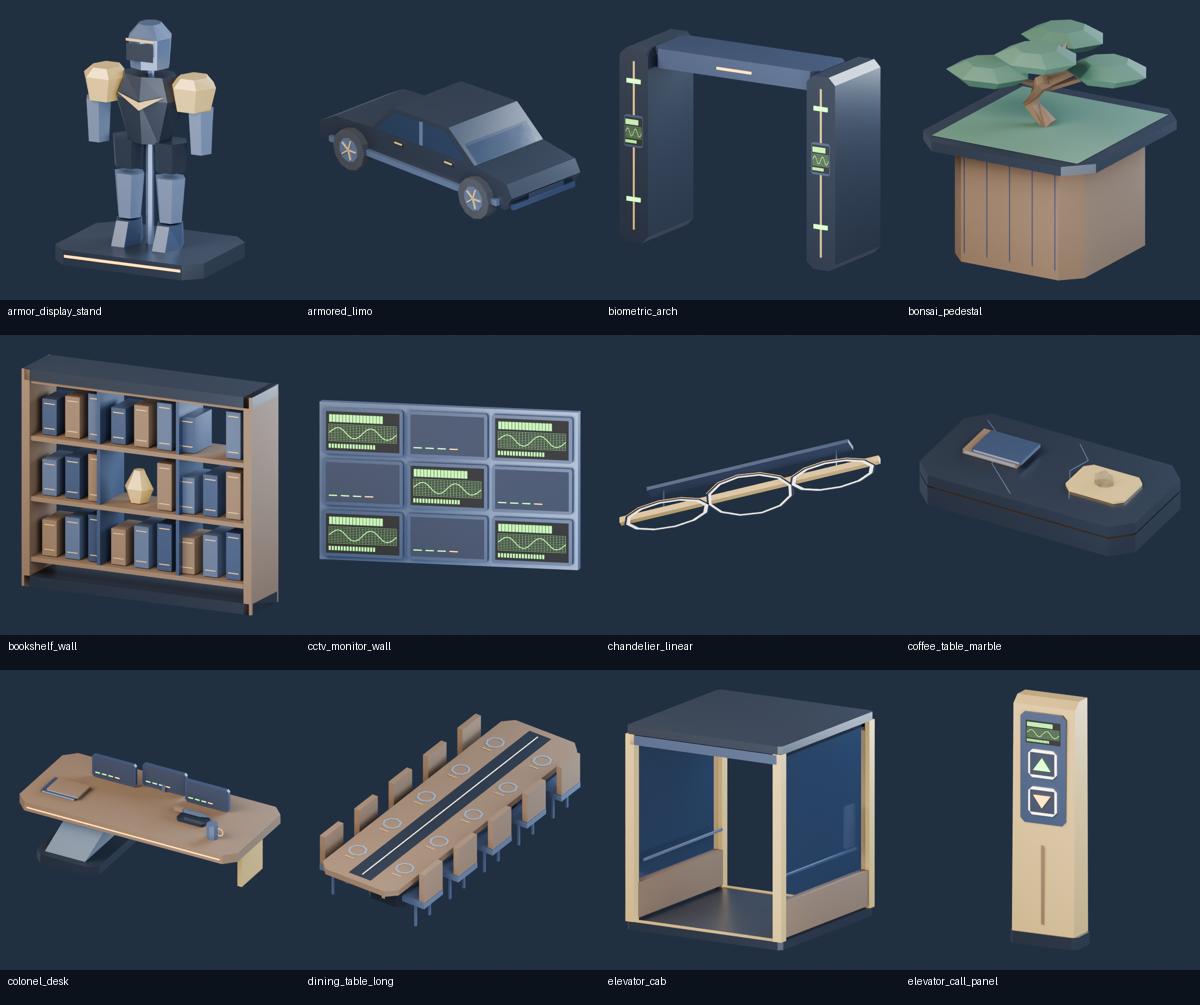 armor_display_stand
armored_limo
biometric_arch
bonsai_pedestal
bookshelf_wall
cctv_monitor_wall
chandelier_linear
coffee_table_marble
colonel_desk
dining_table_long
elevator_cab
elevator_call_panel